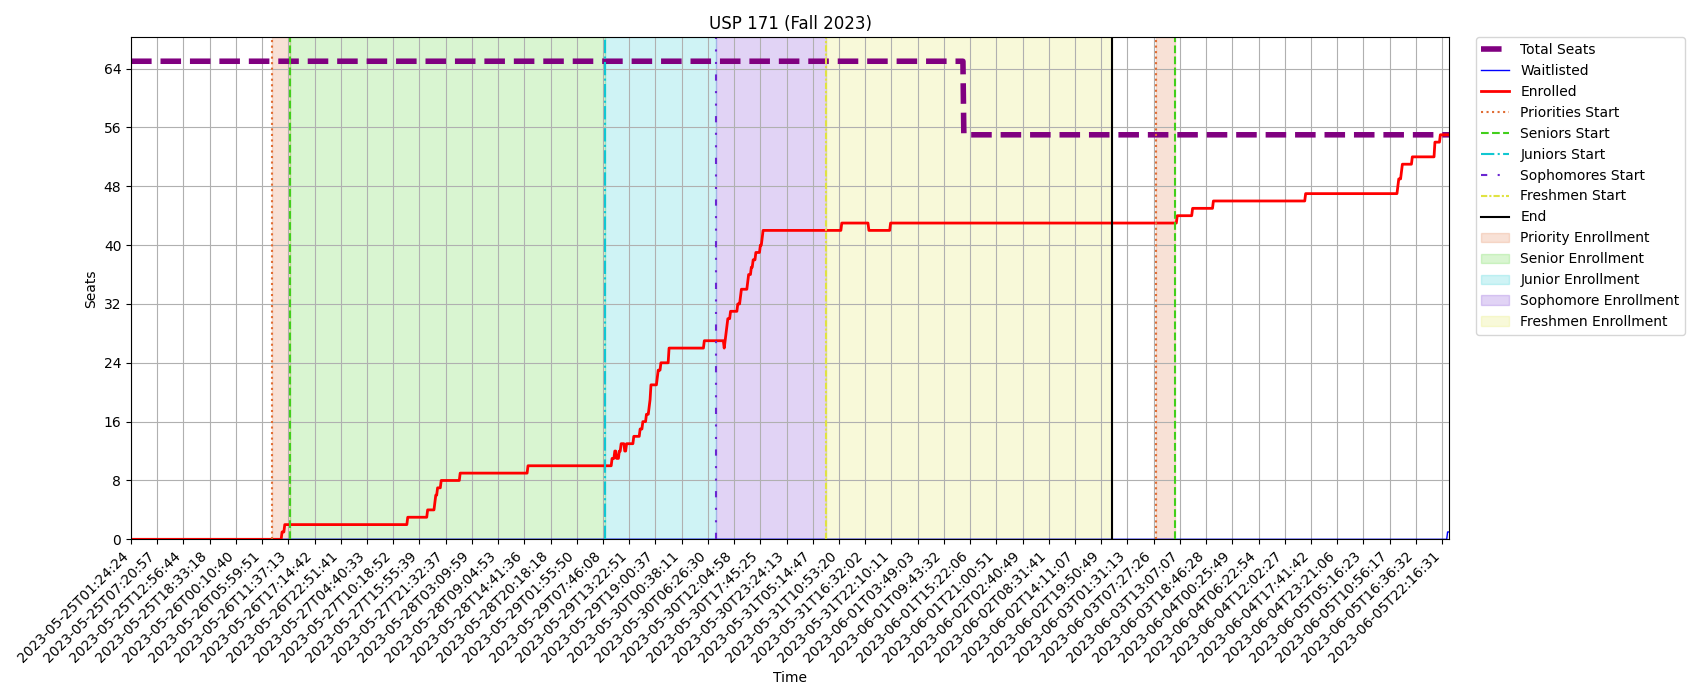 USP 171 (Fall 2023)
Total Seats
Waitlisted
Enrolled
Priorities Start
Seniors Start
Juniors Start
Sophomores Start
Freshmen Start
End
Priority Enrollment
Senior Enrollment
Junior Enrollment
Sophomore Enrollment
Freshmen Enrollment
Seats
64
56
48
40
32
24
16
8
0
2023-05-25T01:24:24
2023-05-25T07:20:57
2023-05-25T12:56:44
2023-05-25T18:33:18
2023-05-26T00:10:40
2023-05-26T05:59:51
2023-05-26T11:37:13
2023-05-26T17:14:42
2023-05-26T22:51:41
2023-05-27T04:40:33
2023-05-27T10:18:52
2023-05-27T15:55:39
2023-05-27T21:32:37
2023-05-28T03:09:59
2023-05-28T09:04:53
2023-05-28T14:41:36
2023-05-28T20:18:18
2023-05-29T01:55:50
2023-05-29T07:46:08
2023-05-29T13:22:51
2023-05-29T19:00:37
2023-05-30T00:38:11
2023-05-30T06:26:30
2023-05-30T12:04:58
2023-05-30T17:45:25
2023-05-30T23:24:13
2023-05-31T05:14:47
2023-05-31T10:53:20
2023-05-31T16:32:02
2023-05-31T22:10:11
2023-06-01T03:49:03
2023-06-01T09:43:32
2023-06-01T15:22:06
2023-06-01T21:00:51
2023-06-02T02:40:49
2023-06-02T08:31:41
2023-06-02T14:11:07
2023-06-02T19:50:49
2023-06-03T01:31:13
2023-06-03T07:27:26
2023-06-03T13:07:07
2023-06-03T18:46:28
2023-06-04T00:25:49
2023-06-04T06:22:54
2023-06-04T12:02:27
2023-06-04T17:41:42
2023-06-04T23:21:06
2023-06-05T05:16:23
2023-06-05T10:56:17
2023-06-05T16:36:32
2023-06-05T22:16:31
Time